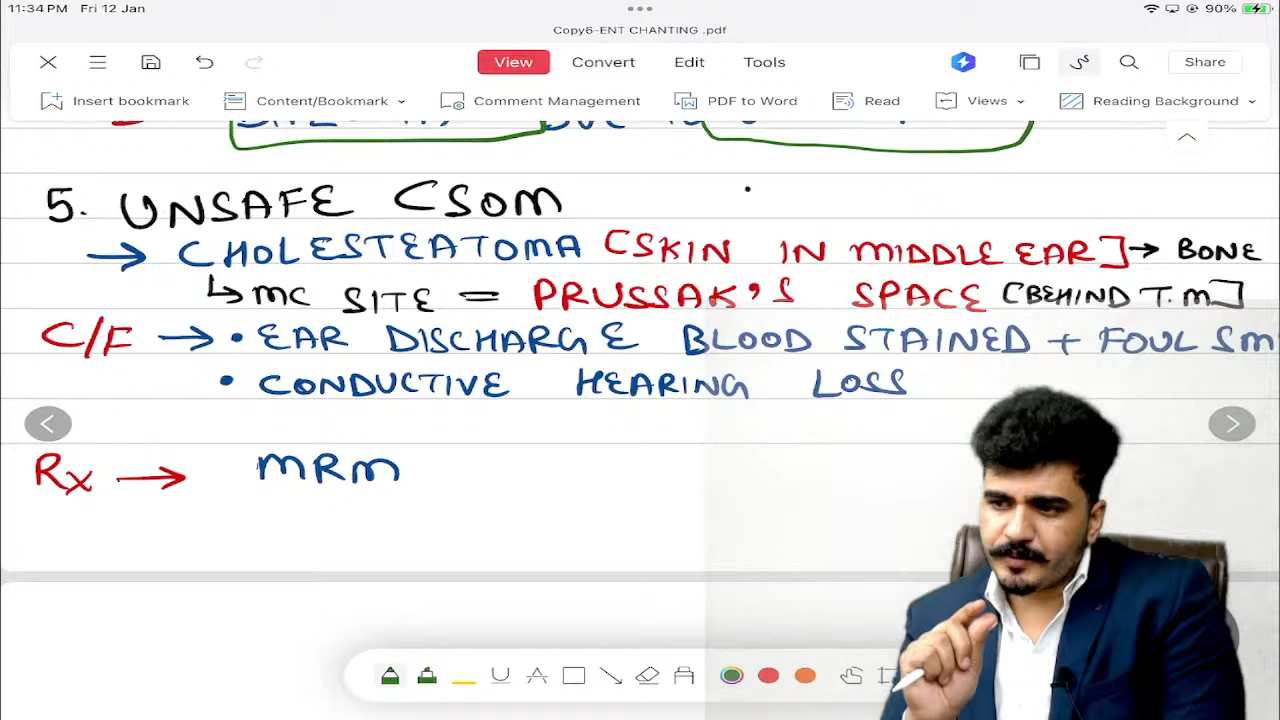 11:34 PM Fri 12 Jan
90%
Copy6-ENT CHANTING .pdf
View Convert Edit Tools
Share
Insert bookmark
Content/Bookmark
Comment Management
PDF to Word
Read
Views
Reading Background
5. UNSAFE CSOM
→ CHOLESTEATOMA [SKIN IN MIDDLE EAR] → BONE
↳ MC SITE = PRUSSAK'S SPACE [BEHIND T.M]
C/F → • EAR DISCHARGE BLOOD STAINED + FOUL SM
• CONDUCTIVE HEARING LOSS
Rx → MRM